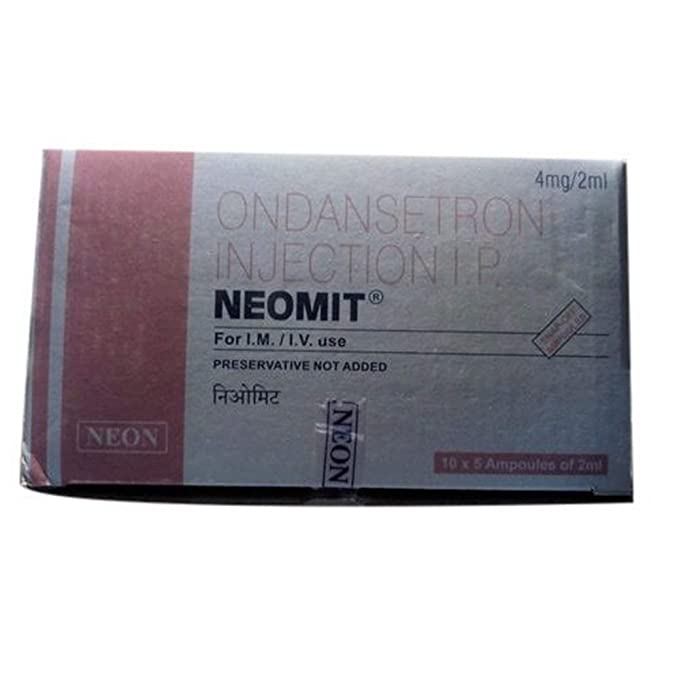 4mg/2ml
ONDANSETRON
INJECTION I.P.
NEOMIT®
For I.M. / I.V. use
PRESERVATIVE NOT ADDED
निओमिट
NEON
NEON
10 x 5 Ampoules of 2ml